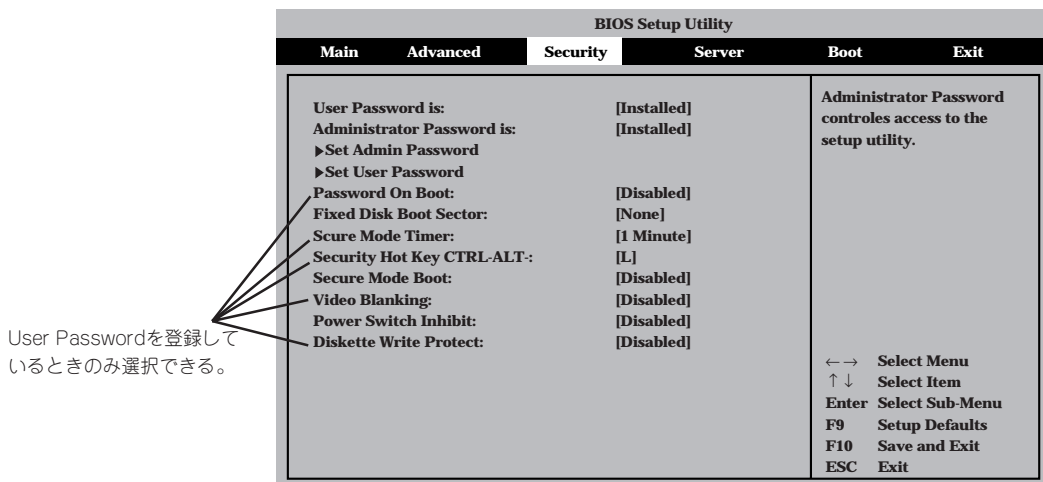 BIOS Setup Utility
Main Advanced Security Server Boot Exit
User Password is: [Installed]
Administrator Password is: [Installed]
▶Set Admin Password
▶Set User Password
Password On Boot: [Disabled]
Fixed Disk Boot Sector: [None]
Scure Mode Timer: [1 Minute]
Security Hot Key CTRL-ALT-: [L]
Secure Mode Boot: [Disabled]
Video Blanking: [Disabled]
Power Switch Inhibit: [Disabled]
Diskette Write Protect: [Disabled]
Administrator Password
controles access to the
setup utility.
←→ Select Menu
↑↓ Select Item
Enter Select Sub-Menu
F9 Setup Defaults
F10 Save and Exit
ESC Exit
User Passwordを登録して
いるときのみ選択できる。